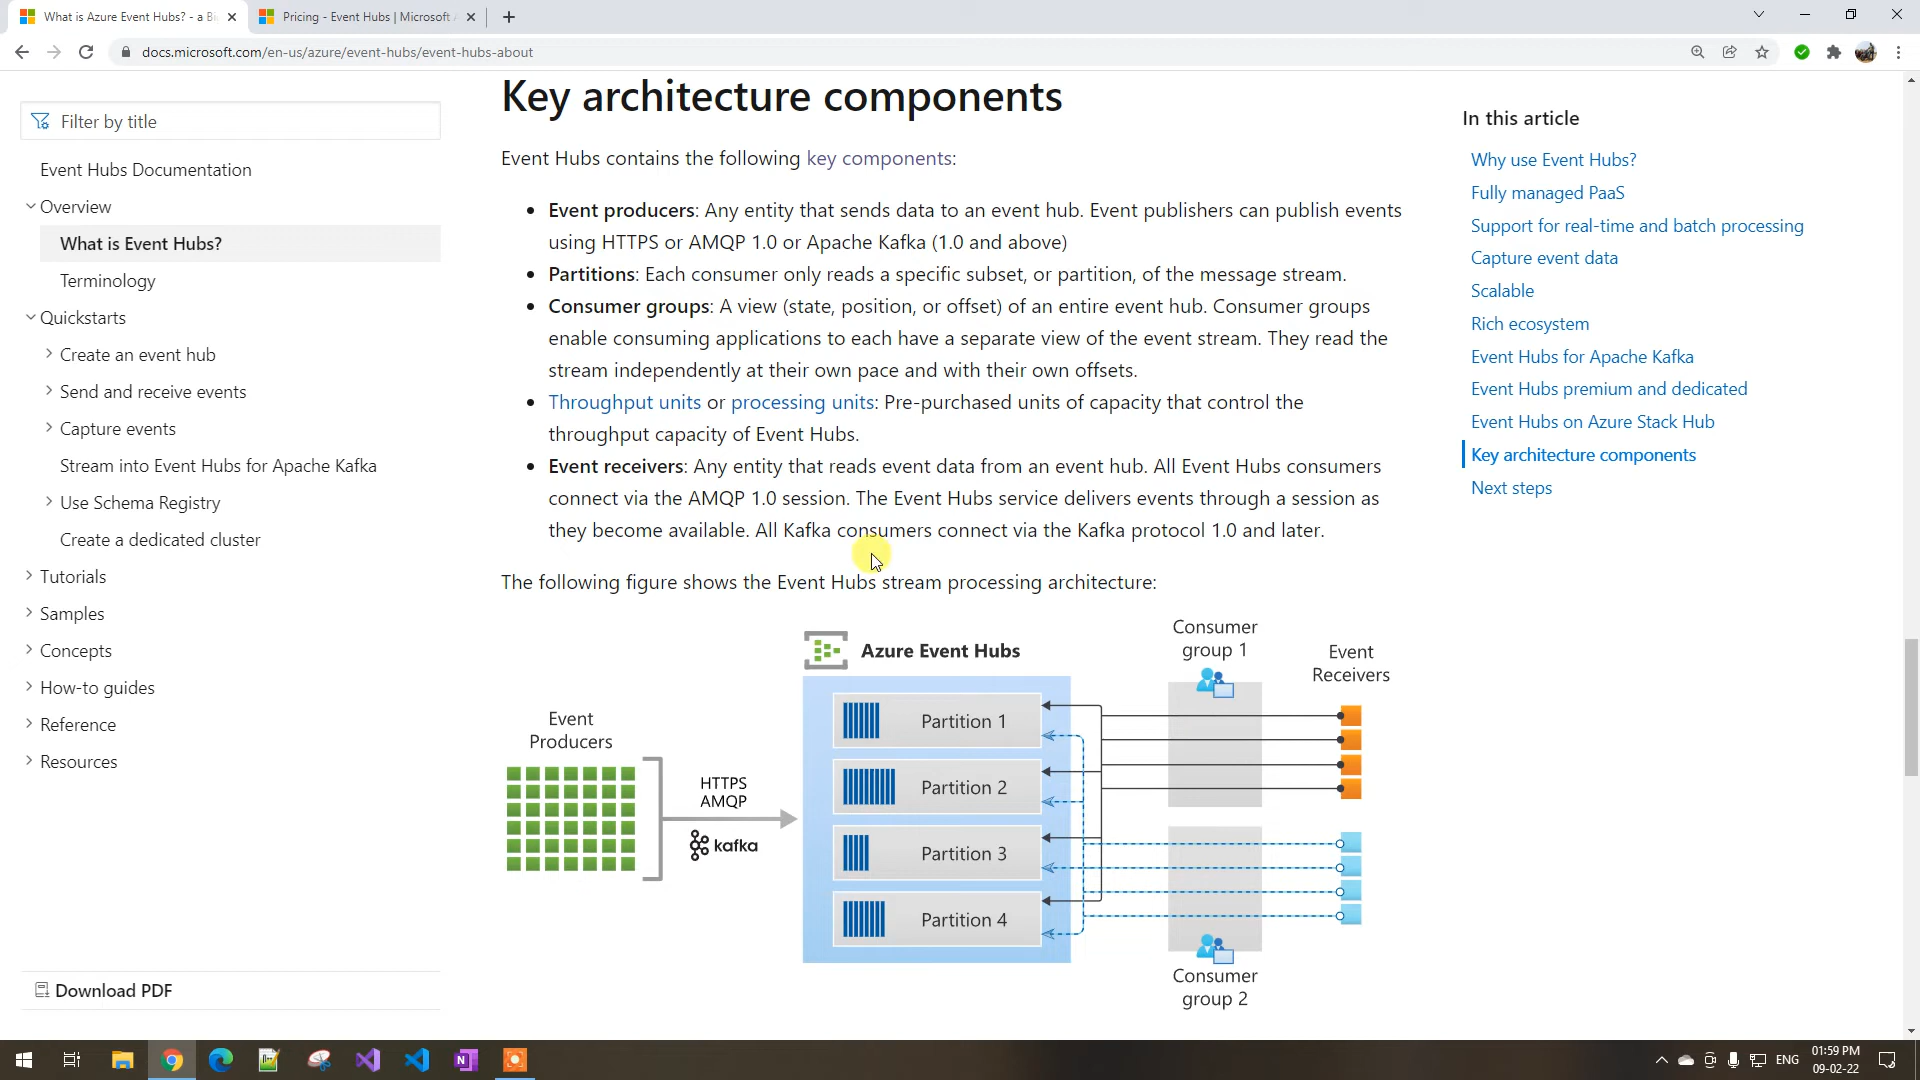 What is Azure Event Hubs? - a Bi
Pricing - Event Hubs | Microsoft A
docs.microsoft.com/en-us/azure/event-hubs/event-hubs-about
Filter by title
Event Hubs Documentation
Overview
What is Event Hubs?
Terminology
Quickstarts
Create an event hub
Send and receive events
Capture events
Stream into Event Hubs for Apache Kafka
Use Schema Registry
Create a dedicated cluster
Tutorials
Samples
Concepts
How-to guides
Reference
Resources
Download PDF
Key architecture components
Event Hubs contains the following key components:
• Event producers: Any entity that sends data to an event hub. Event publishers can publish events
using HTTPS or AMQP 1.0 or Apache Kafka (1.0 and above)
• Partitions: Each consumer only reads a specific subset, or partition, of the message stream.
• Consumer groups: A view (state, position, or offset) of an entire event hub. Consumer groups
enable consuming applications to each have a separate view of the event stream. They read the
stream independently at their own pace and with their own offsets.
• Throughput units or processing units: Pre-purchased units of capacity that control the
throughput capacity of Event Hubs.
• Event receivers: Any entity that reads event data from an event hub. All Event Hubs consumers
connect via the AMQP 1.0 session. The Event Hubs service delivers events through a session as
they become available. All Kafka consumers connect via the Kafka protocol 1.0 and later.
The following figure shows the Event Hubs stream processing architecture:
Event
Producers
HTTPS
AMQP
kafka
Azure Event Hubs
Partition 1
Partition 2
Partition 3
Partition 4
Consumer
group 1
Event
Receivers
Consumer
group 2
In this article
Why use Event Hubs?
Fully managed PaaS
Support for real-time and batch processing
Capture event data
Scalable
Rich ecosystem
Event Hubs for Apache Kafka
Event Hubs premium and dedicated
Event Hubs on Azure Stack Hub
Key architecture components
Next steps
ENG
01:59 PM
09-02-22